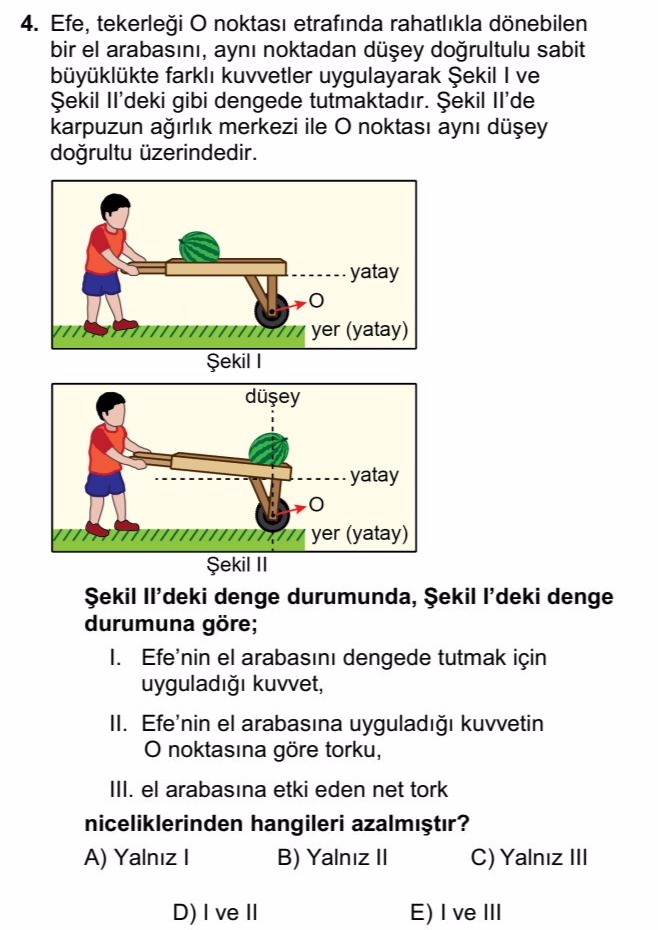 4. Efe, tekerleği O noktası etrafında rahatlıkla dönebilen
bir el arabasını, aynı noktadan düşey doğrultulu sabit
büyüklükte farklı kuvvetler uygulayarak Şekil I ve
Şekil II’deki gibi dengede tutmaktadır. Şekil II’de
karpuzun ağırlık merkezi ile O noktası aynı düşey
doğrultu üzerindedir.
yatay
O
yer (yatay)
Şekil I
düşey
yatay
O
yer (yatay)
Şekil II
Şekil II’deki denge durumunda, Şekil I’deki denge
durumuna göre;
I. Efe’nin el arabasını dengede tutmak için
uyguladığı kuvvet,
II. Efe’nin el arabasına uyguladığı kuvvetin
O noktasına göre torku,
III. el arabasına etki eden net tork
niceliklerinden hangileri azalmıştır?
A) Yalnız I B) Yalnız II C) Yalnız III
D) I ve II E) I ve III